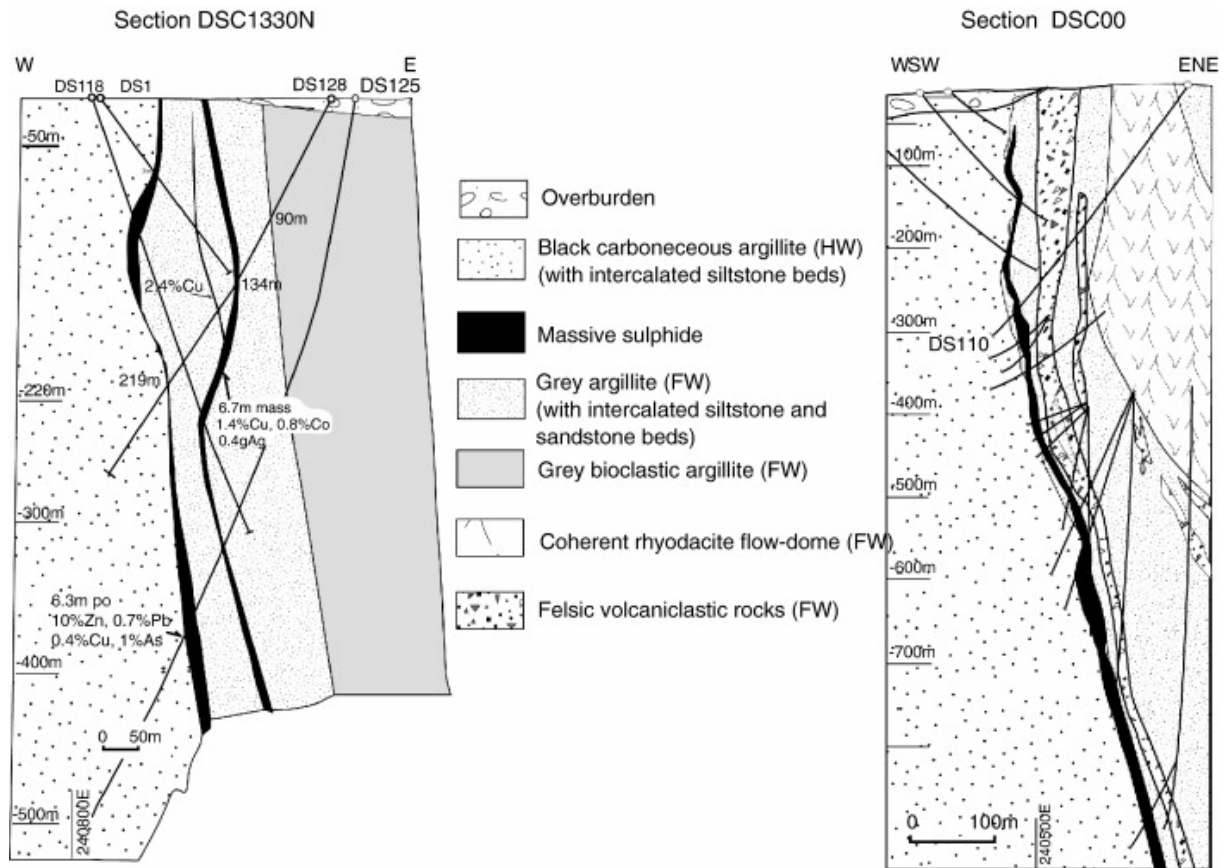 Section DSC1330N
Section DSC00
W
E
DS118
DS1
DS128
DS125
-50m
90m
2.4%Cu
134m
219m
-220m
6.7m mass
1.4%Cu, 0.8%Co
0.4gAg
-300m
6.3m po
10%Zn, 0.7%Pb
0.4%Cu, 1%As
-400m
0 50m
-500m
240800E
Overburden
Black carboneceous argillite (HW)
(with intercalated siltstone beds)
Massive sulphide
Grey argillite (FW)
(with intercalated siltstone and
sandstone beds)
Grey bioclastic argillite (FW)
Coherent rhyodacite flow-dome (FW)
Felsic volcaniclastic rocks (FW)
WSW
ENE
-100m
-200m
-300m
DS110
-400m
-500m
-600m
-700m
0 100m
240500E